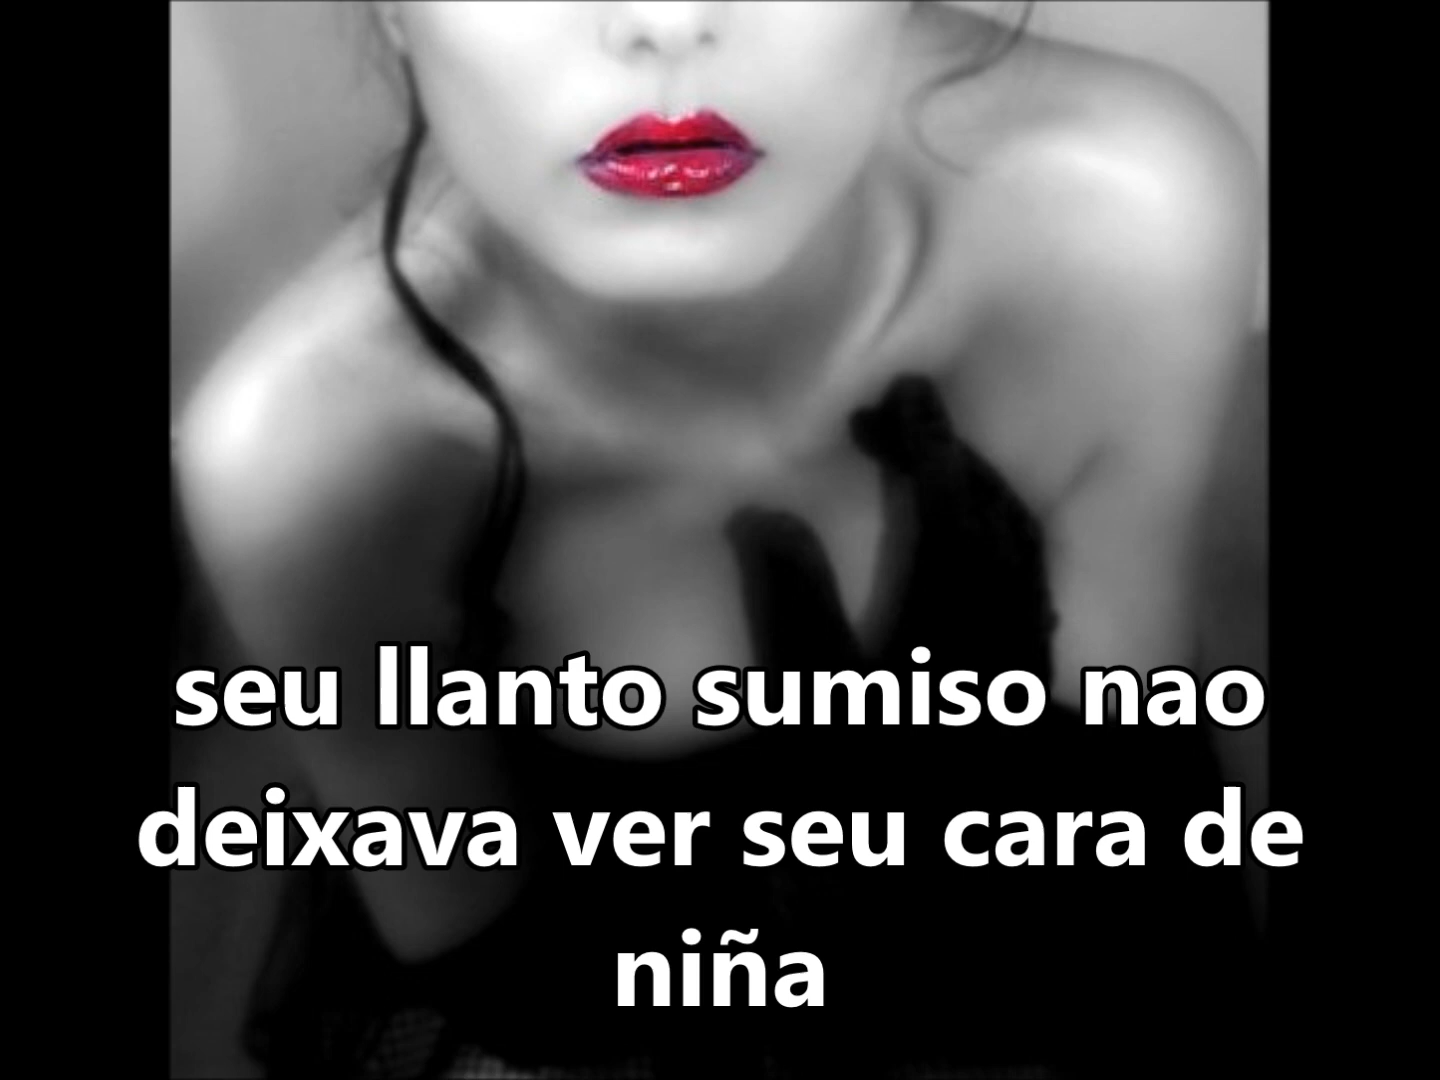 seu llanto sumiso nao
deixava ver seu cara de
niña